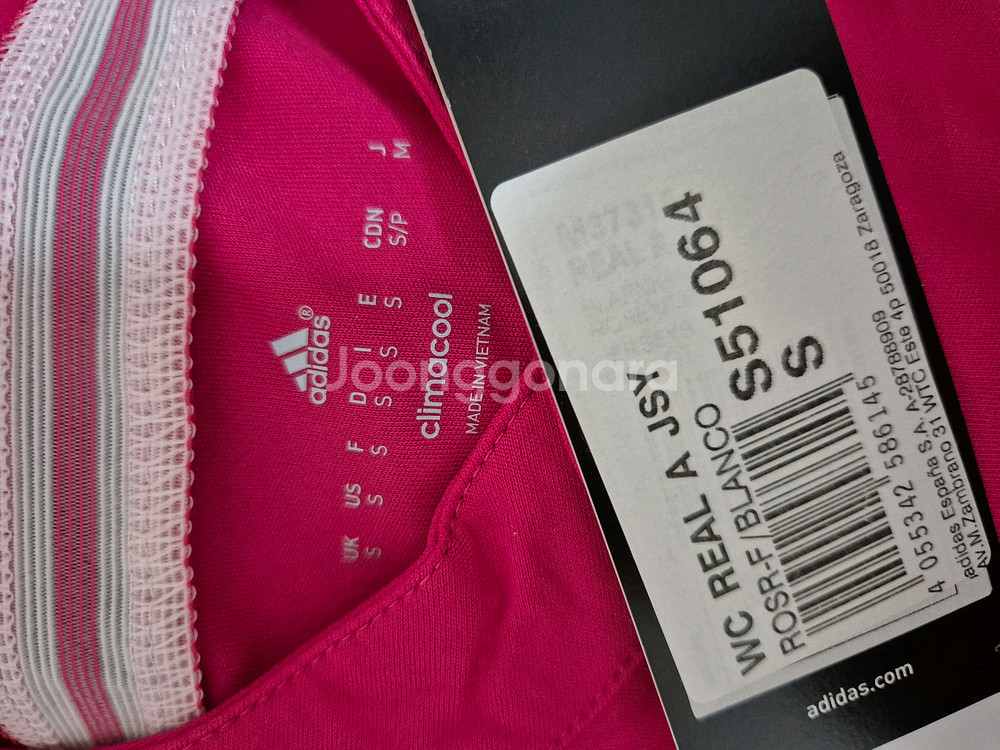 adidas®
UK US F D I E CDN J
S S S S S S S/P M
climacool
MADE IN VIETNAM
Joonggonara
WC REAL A JSY
ROSR-F/BLANCO
S51064
S
4 055342 586145
adidas España S.A. A-28788909
AV.M.Zambrano 31 WTC Este 4p 50018 Zaragoza
adidas.com